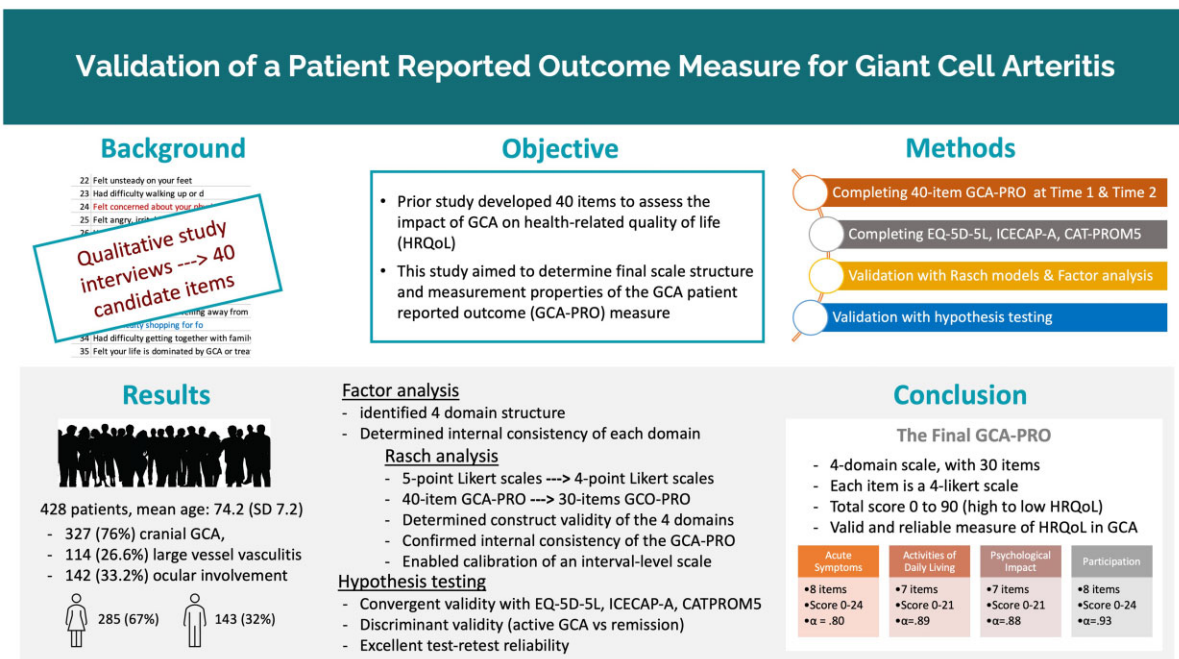 Validation of a Patient Reported Outcome Measure for Giant Cell Arteritis
Background
22 Felt unsteady on your feet
23 Had difficulty walking up or d
24 Felt concerned about your
25 Felt angry,
Qualitative study
interviews ---> 40
candidate items
away from
shopping for fo
34 Had difficulty getting together with famil
35 Felt your life is dominated by GCA or trea
Objective
• Prior study developed 40 items to assess the
impact of GCA on health-related quality of life
(HRQoL)
• This study aimed to determine final scale structure
and measurement properties of the GCA patient
reported outcome (GCA-PRO) measure
Methods
Completing 40-item GCA-PRO at Time 1 & Time 2
Completing EQ-5D-5L, ICECAP-A, CAT-PROM5
Validation with Rasch models & Factor analysis
Validation with hypothesis testing
Results
428 patients, mean age: 74.2 (SD 7.2)
- 327 (76%) cranial GCA,
- 114 (26.6%) large vessel vasculitis
- 142 (33.2%) ocular involvement
285 (67%) 143 (32%)
Factor analysis
- identified 4 domain structure
- Determined internal consistency of each domain
Rasch analysis
- 5-point Likert scales ---> 4-point Likert scales
- 40-item GCA-PRO ---> 30-items GCO-PRO
- Determined construct validity of the 4 domains
- Confirmed internal consistency of the GCA-PRO
- Enabled calibration of an interval-level scale
Hypothesis testing
- Convergent validity with EQ-5D-5L, ICECAP-A, CATPROM5
- Discriminant validity (active GCA vs remission)
- Excellent test-retest reliability
Conclusion
The Final GCA-PRO
- 4-domain scale, with 30 items
- Each item is a 4-likert scale
- Total score 0 to 90 (high to low HRQoL)
- Valid and reliable measure of HRQoL in GCA
Acute
Symptoms
•8 items
•Score 0-24
•α = .80
Activities of
Daily Living
•7 items
•Score 0-21
•α=.89
Psychological
Impact
•7 items
•Score 0-21
•α=.88
Participation
•8 items
•Score 0-24
•α=.93